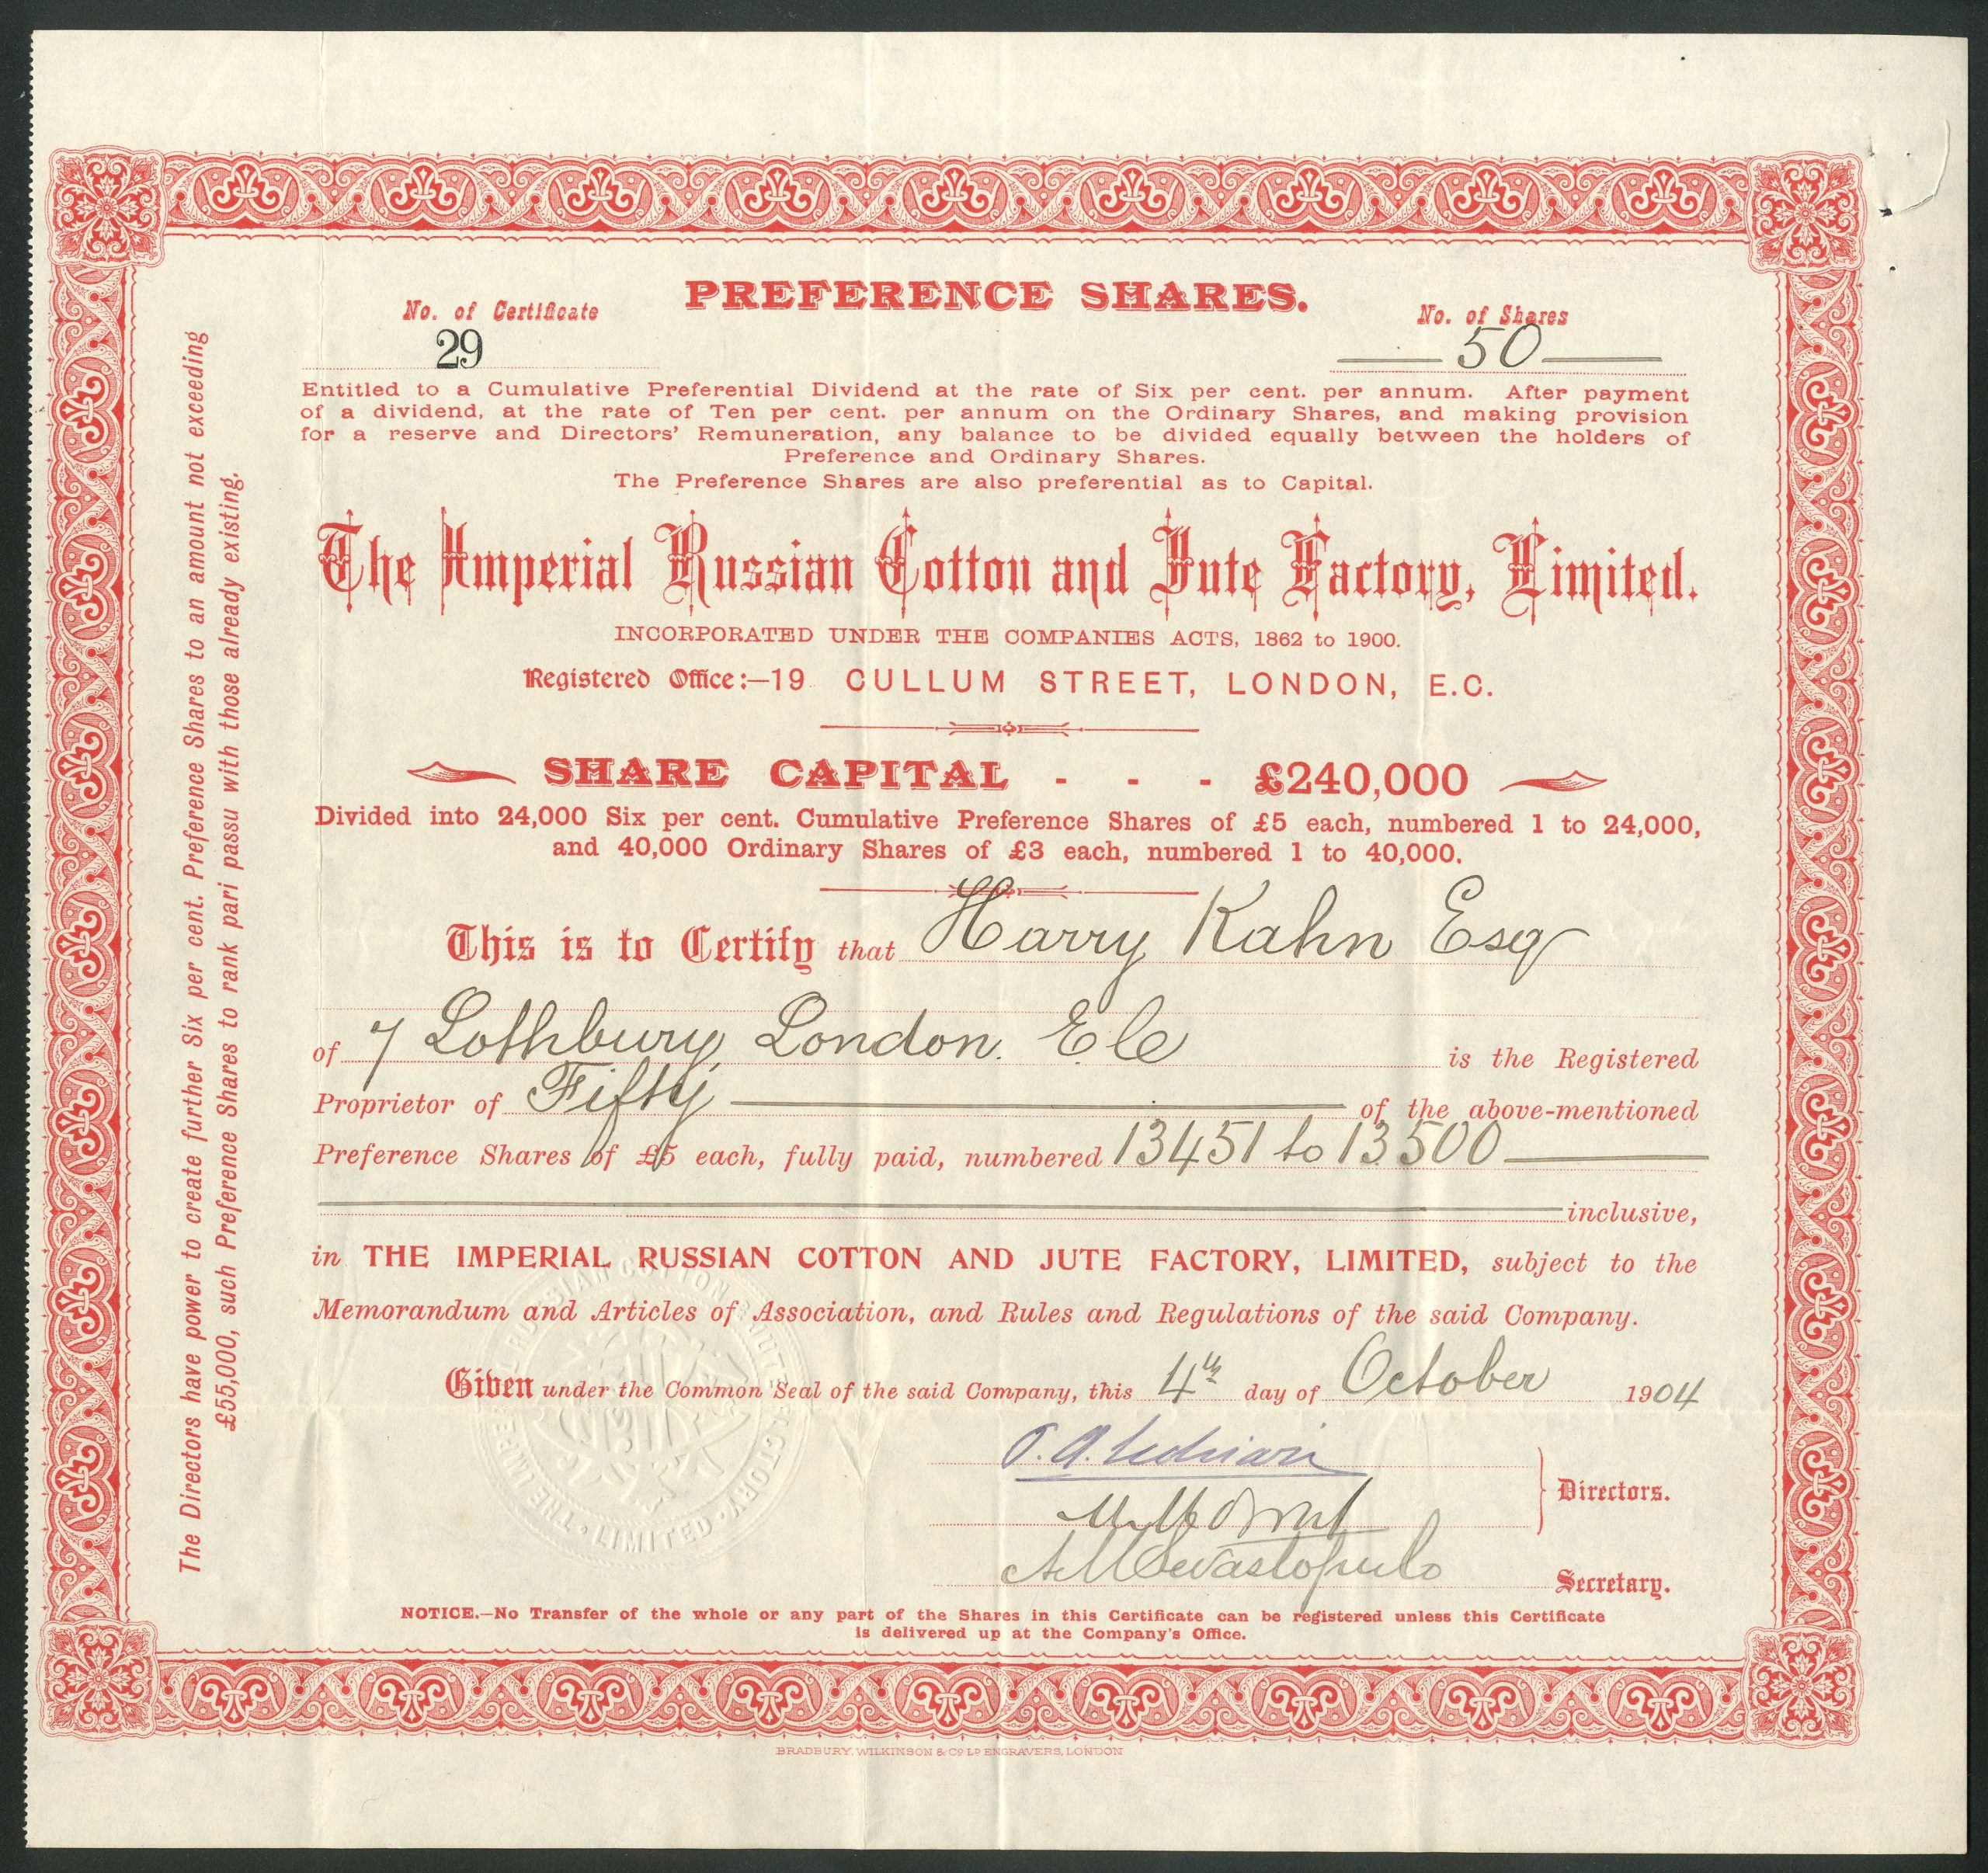 PREFERENCE SHARES.
No. of Certificate
29
No. of Shares
50
Entitled to a Cumulative Preferential Dividend at the rate of Six per cent. per annum. After payment
of a dividend, at the rate of Ten per cent. per annum on the Ordinary Shares, and making provision
for a reserve and Directors' Remuneration, any balance to be divided equally between the holders of
Preference and Ordinary Shares.
The Preference Shares are also preferential as to Capital.
The Imperial Russian Cotton and Jute Factory, Limited.
INCORPORATED UNDER THE COMPANIES ACTS, 1862 to 1900.
Registered Office:—19 CULLUM STREET, LONDON, E.C.
SHARE CAPITAL - - - £240,000
Divided into 24,000 Six per cent. Cumulative Preference Shares of £5 each, numbered 1 to 24,000,
and 40,000 Ordinary Shares of £3 each, numbered 1 to 40,000.
This is to Certify that Harry Kahn Esq
of 7 Lothbury London. E.C is the Registered
Proprietor of Fifty of the above-mentioned
Preference Shares of £5 each, fully paid, numbered 13451 to 13500
inclusive,
in THE IMPERIAL RUSSIAN COTTON AND JUTE FACTORY, LIMITED, subject to the
Memorandum and Articles of Association, and Rules and Regulations of the said Company.
Given under the Common Seal of the said Company, this 4th day of October 1904
Directors.
A M Sevastopulo
Secretary.
NOTICE.—No Transfer of the whole or any part of the Shares in this Certificate can be registered unless this Certificate
is delivered up at the Company's Office.
BRADBURY, WILKINSON & Co Ld ENGRAVERS, LONDON
The Directors have power to create further Six per cent. Preference Shares to an amount not exceeding
£55,000, such Preference Shares to rank pari passu with those already existing.
THE IMPERIAL RUSSIAN COTTON & JUTE FACTORY · LIMITED ·